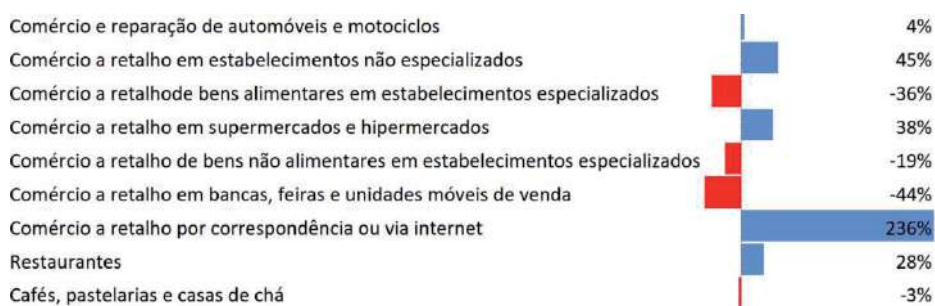 Comércio e reparação de automóveis e motociclos 4%
Comércio a retalho em estabelecimentos não especializados 45%
Comércio a retalhode bens alimentares em estabelecimentos especializados -36%
Comércio a retalho em supermercados e hipermercados 38%
Comércio a retalho de bens não alimentares em estabelecimentos especializados -19%
Comércio a retalho em bancas, feiras e unidades móveis de venda -44%
Comércio a retalho por correspondência ou via internet 236%
Restaurantes 28%
Cafés, pastelarias e casas de chá -3%